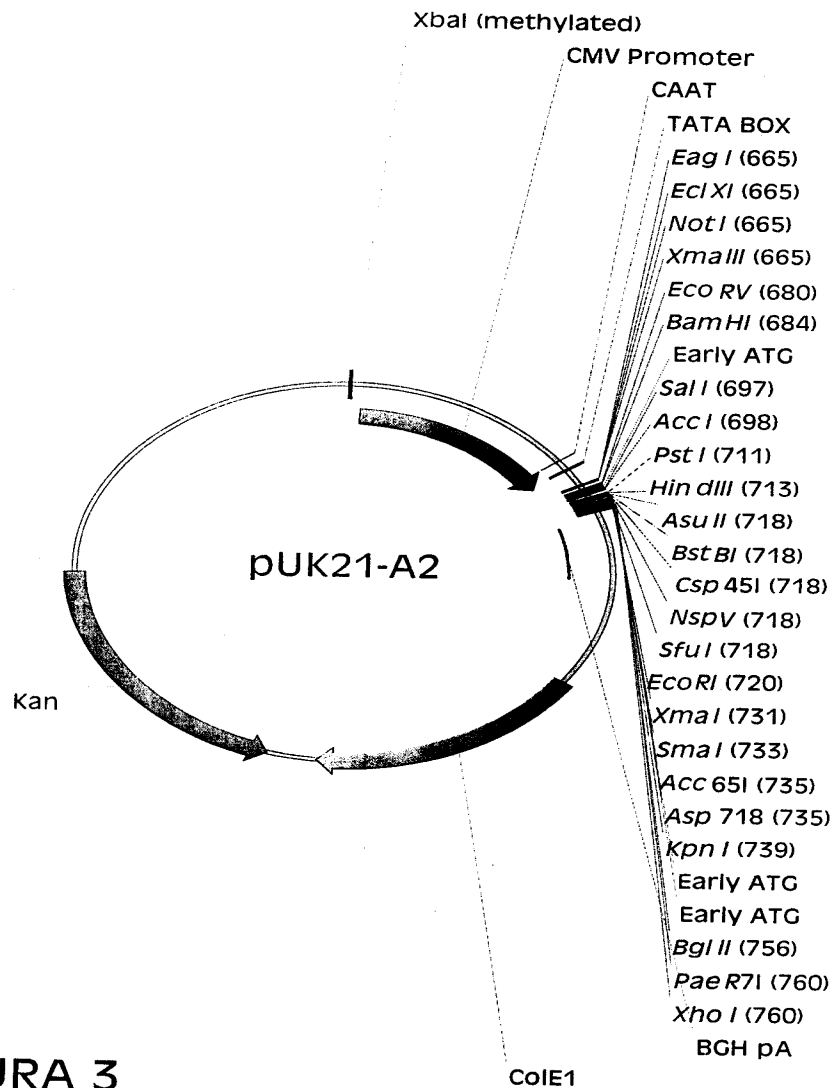 XbaI (methylated)
CMV Promoter
CAAT
TATA BOX
Eag I (665)
Ecl XI (665)
Not I (665)
Xma III (665)
Eco RV (680)
Bam HI (684)
Early ATG
Sal I (697)
Acc I (698)
Pst I (711)
Hin dIII (713)
Asu II (718)
Bst BI (718)
Csp 45I (718)
Nsp V (718)
Sfu I (718)
Eco RI (720)
Xma I (731)
Sma I (733)
Acc 65I (735)
Asp 718 (735)
Kpn I (739)
Early ATG
Early ATG
Bgl II (756)
Pae R7I (760)
Xho I (760)
BGH pA
pUK21-A2
Kan
ColE1
URA 3